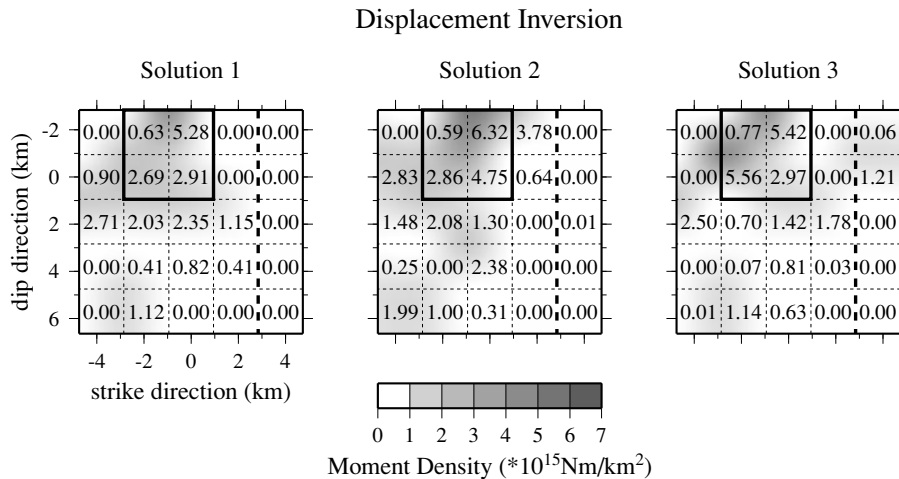 Displacement Inversion
Solution 1 Solution 2 Solution 3
-2 0.00 0.63 5.28 0.00 0.00 0.00 0.59 6.32 3.78 0.00 0.00 0.77 5.42 0.00 0.06
0 0.90 2.69 2.91 0.00 0.00 2.83 2.86 4.75 0.64 0.00 0.00 5.56 2.97 0.00 1.21
2 2.71 2.03 2.35 1.15 0.00 1.48 2.08 1.30 0.00 0.01 2.50 0.70 1.42 1.78 0.00
4 0.00 0.41 0.82 0.41 0.00 0.25 0.00 2.38 0.00 0.00 0.00 0.07 0.81 0.03 0.00
6 0.00 1.12 0.00 0.00 0.00 1.99 1.00 0.31 0.00 0.00 0.01 1.14 0.63 0.00 0.00
dip direction (km)
-4 -2 0 2 4
strike direction (km)
0 1 2 3 4 5 6 7
Moment Density (*10¹⁵Nm/km²)